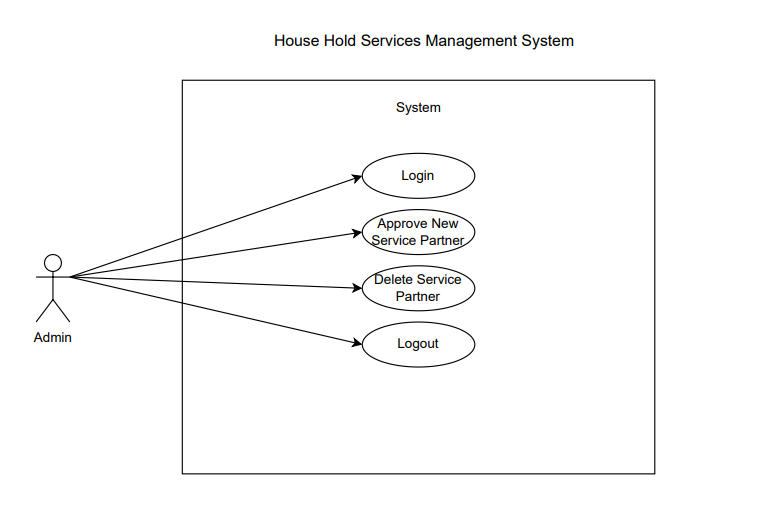 House Hold Services Management System
System
Login
Approve New
Service Partner
Delete Service
Partner
Logout
Admin